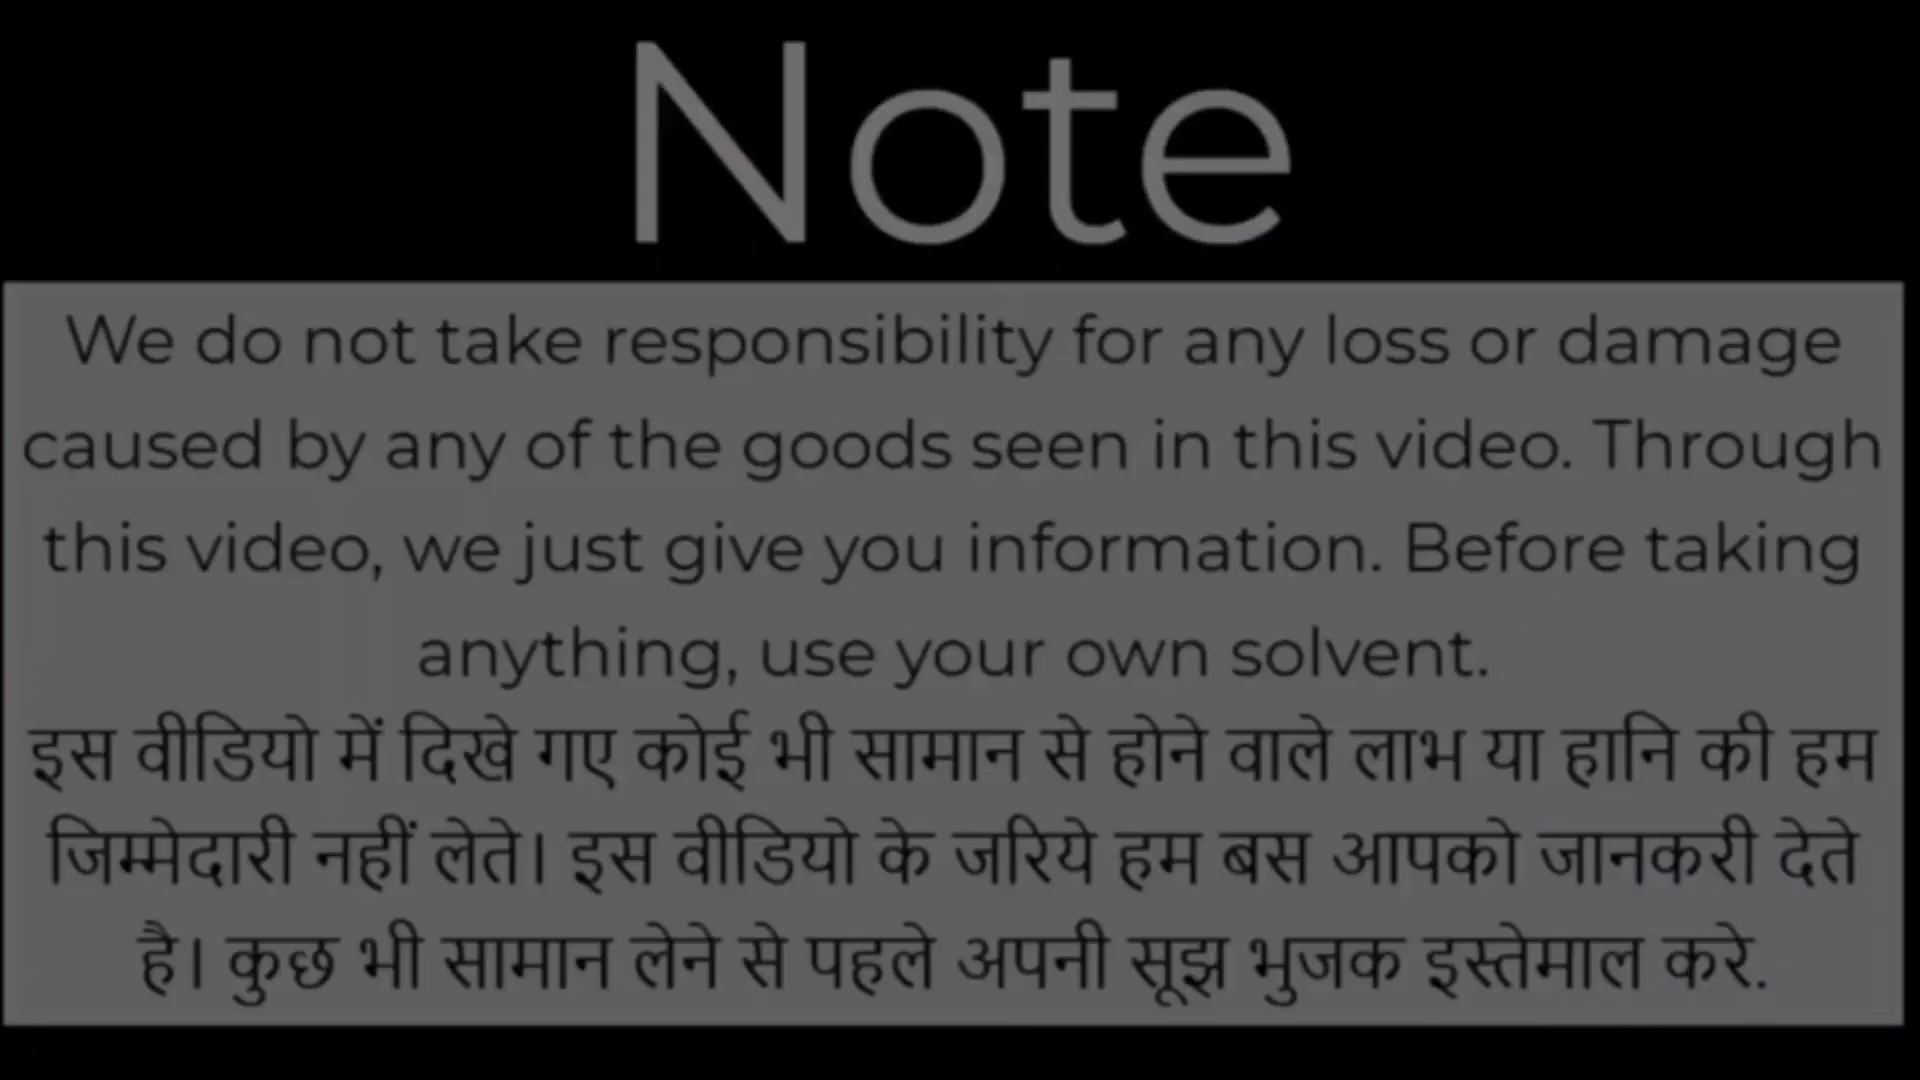 Note
We do not take responsibility for any loss or damage
caused by any of the goods seen in this video. Through
this video, we just give you information. Before taking
anything, use your own solvent.
इस वीडियो में दिखे गए कोई भी सामान से होने वाले लाभ या हानि की हम
जिम्मेदारी नहीं लेते। इस वीडियो के जरिये हम बस आपको जानकरी देते
है। कुछ भी सामान लेने से पहले अपनी सूझ भुजक इस्तेमाल करे.